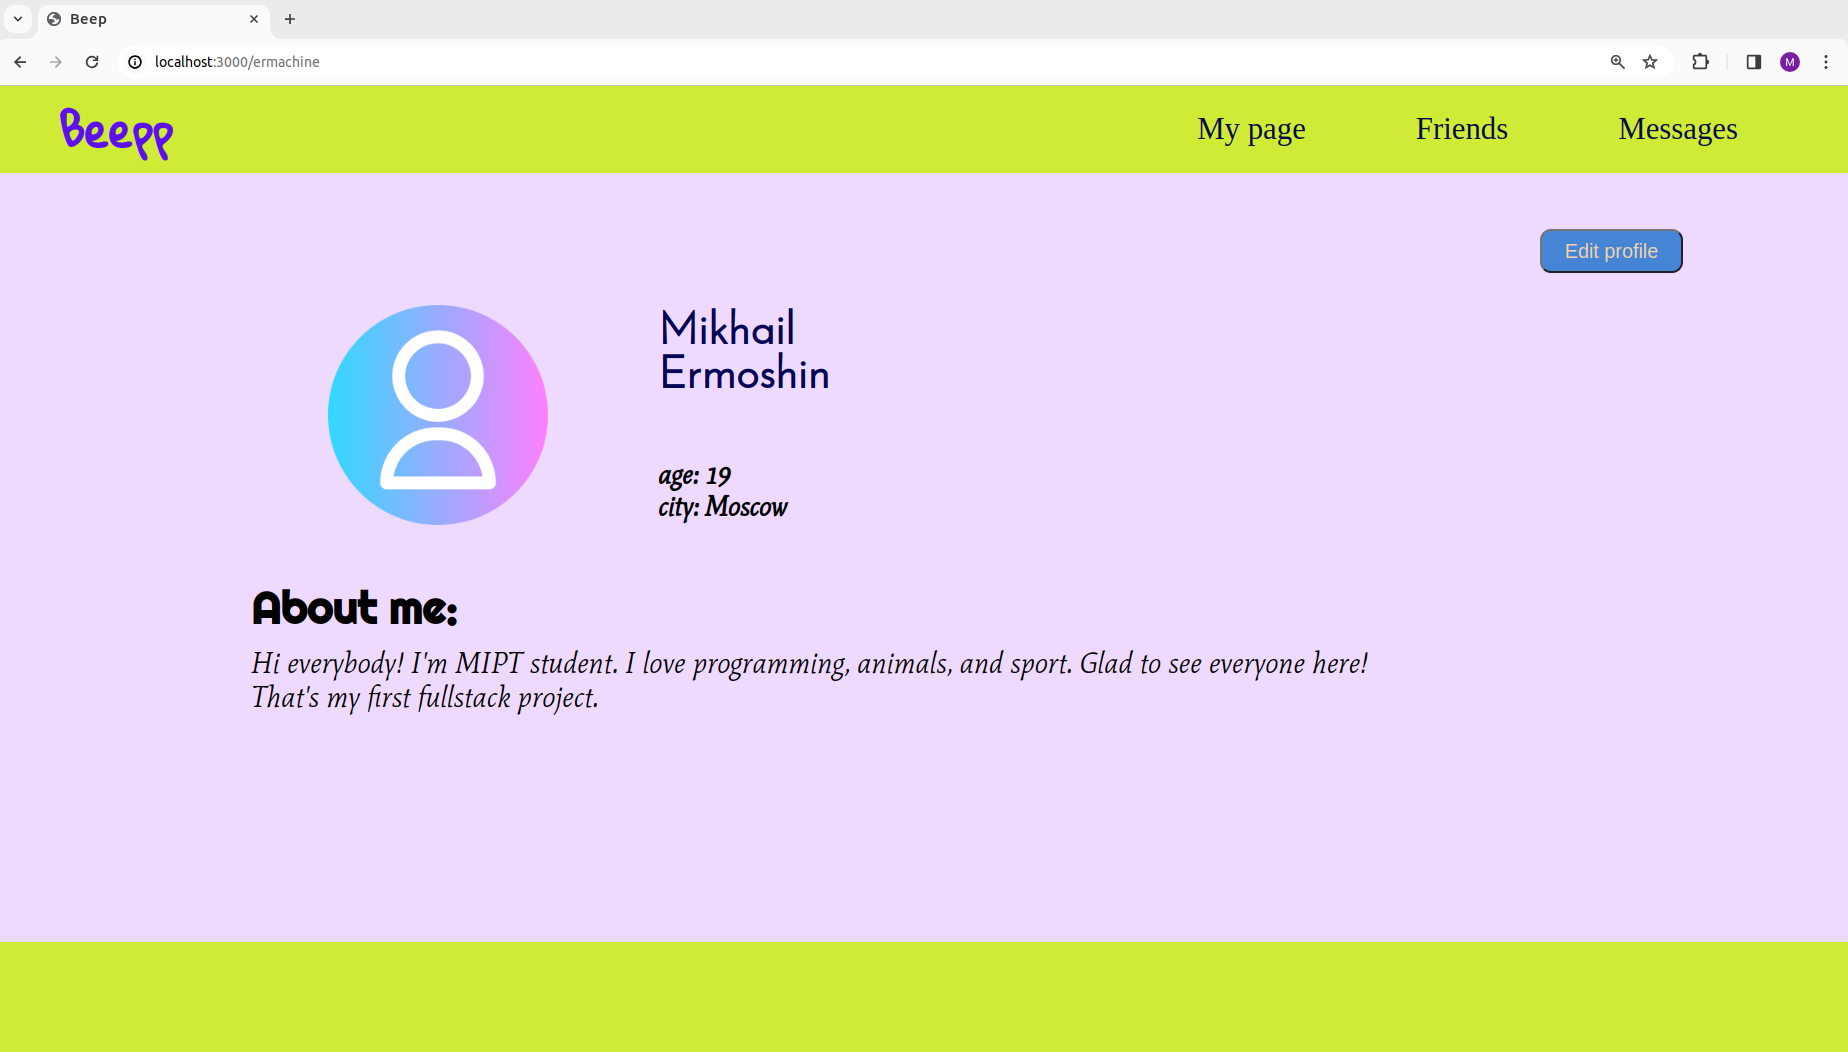 Beep
localhost:3000/ermachine
M
Beepp
My page
Friends
Messages
Edit profile
Mikhail
Ermoshin
age: 19
city: Moscow
About me:
Hi everybody! I'm MIPT student. I love programming, animals, and sport. Glad to see everyone here!
That's my first fullstack project.